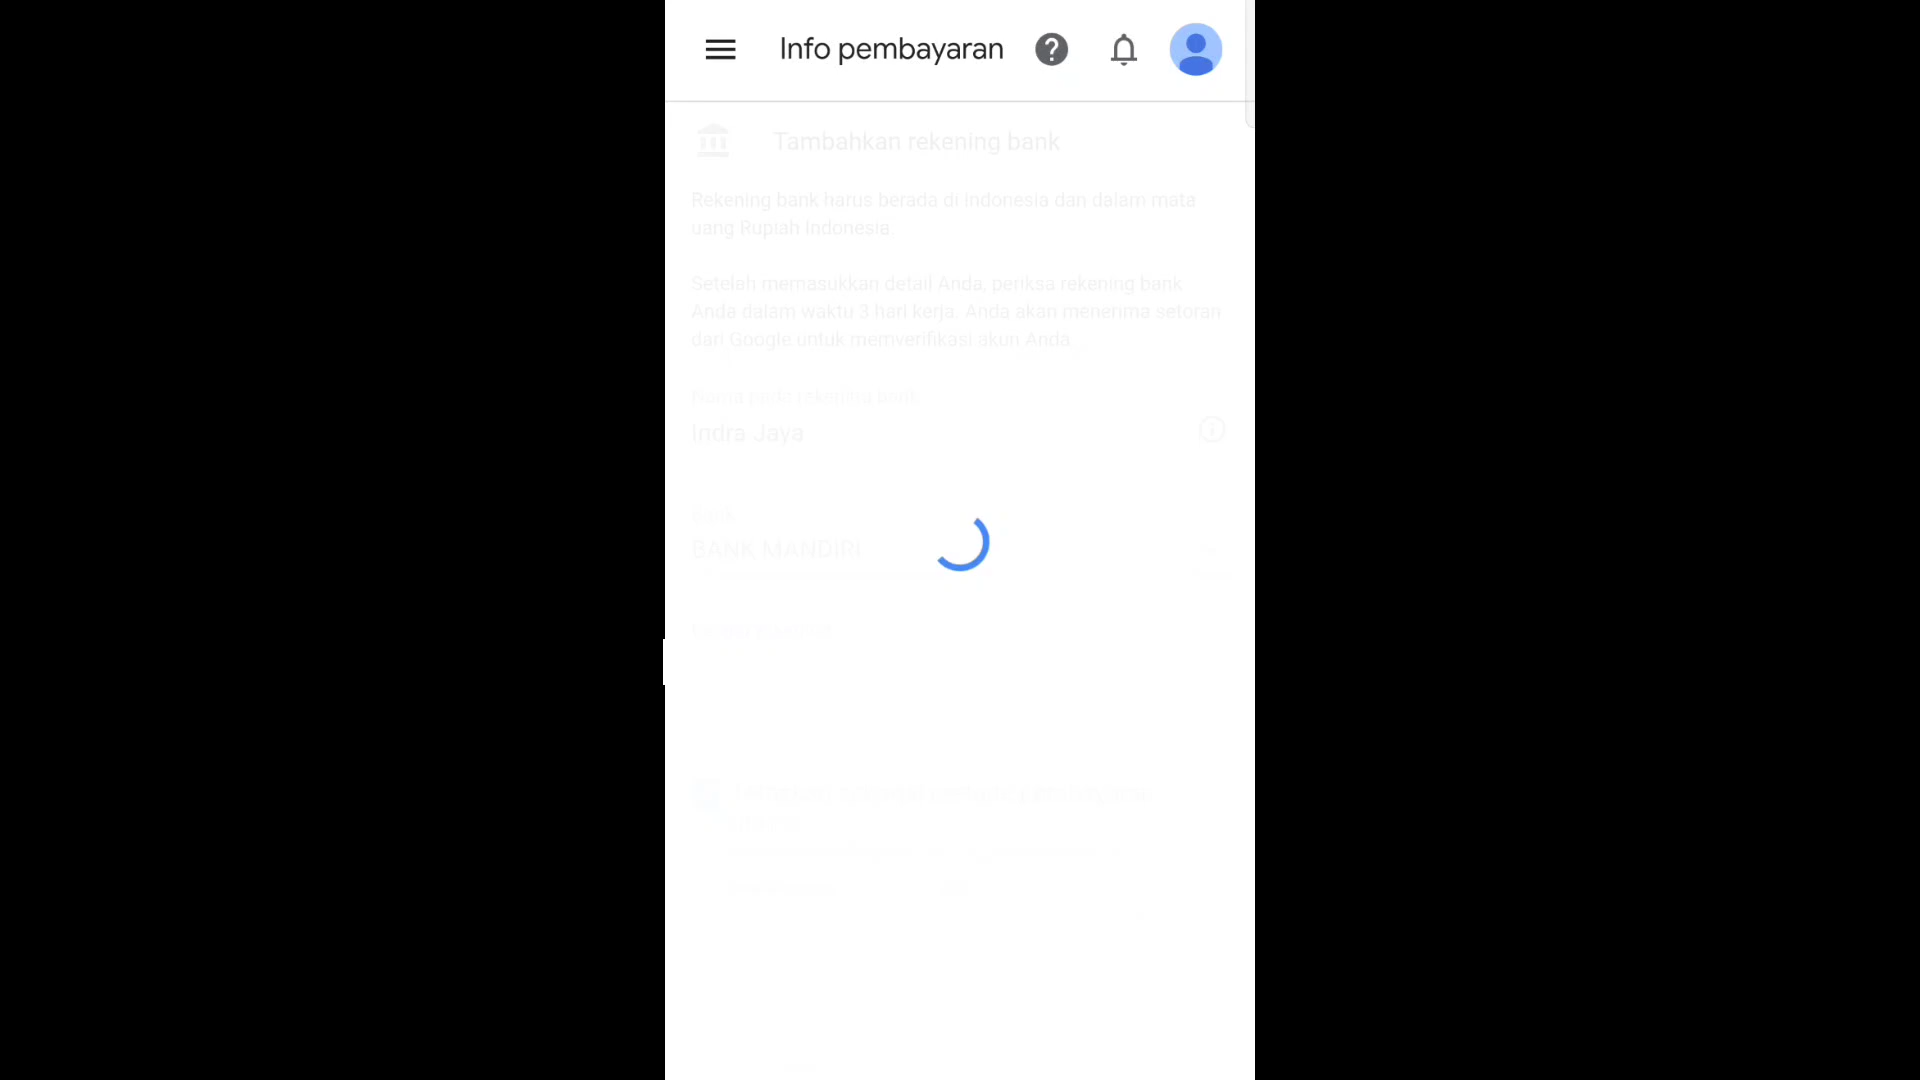 Info pembayaran
Tambahkan rekening bank
Rekening bank harus berada di Indonesia dan dalam mata
uang Rupiah Indonesia.
Setelah memasukkan detail Anda, periksa rekening bank
Anda dalam waktu 3 hari kerja. Anda akan menerima setoran
dari Google untuk memverifikasi akun Anda.
Nama pada rekening bank
Indra Jaya
Bank
BANK MANDIRI